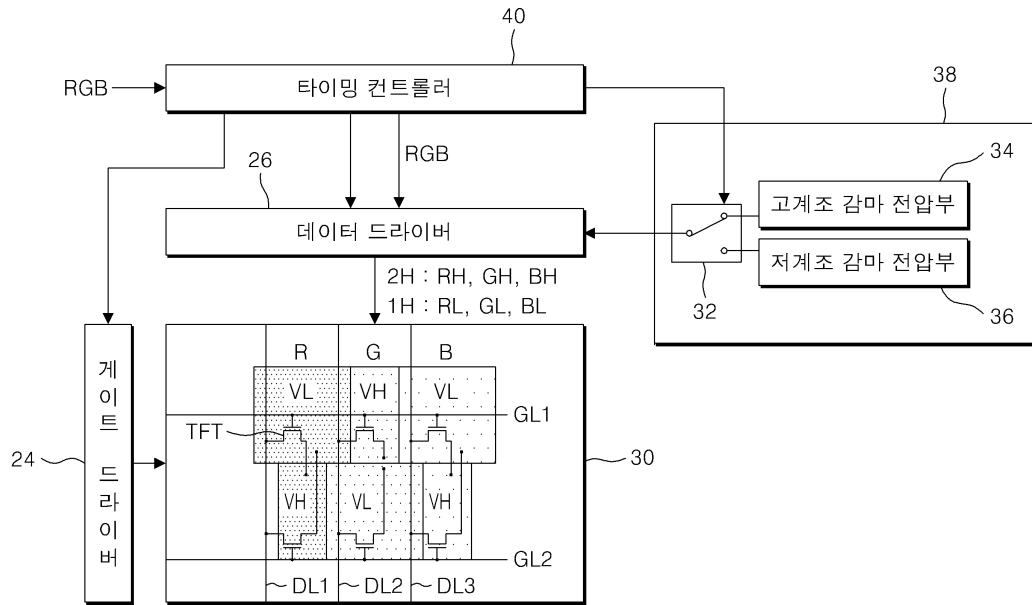 40
RGB
타이밍 컨트롤러
38
26
RGB
34
고계조 감마 전압부
데이터 드라이버
저계조 감마 전압부
2H : RH, GH, BH
32
1H : RL, GL, BL
36
R G B
게이트 드라이버
VL VH VL
GL1
TFT
24
30
VH VL VH
GL2
DL1 DL2 DL3